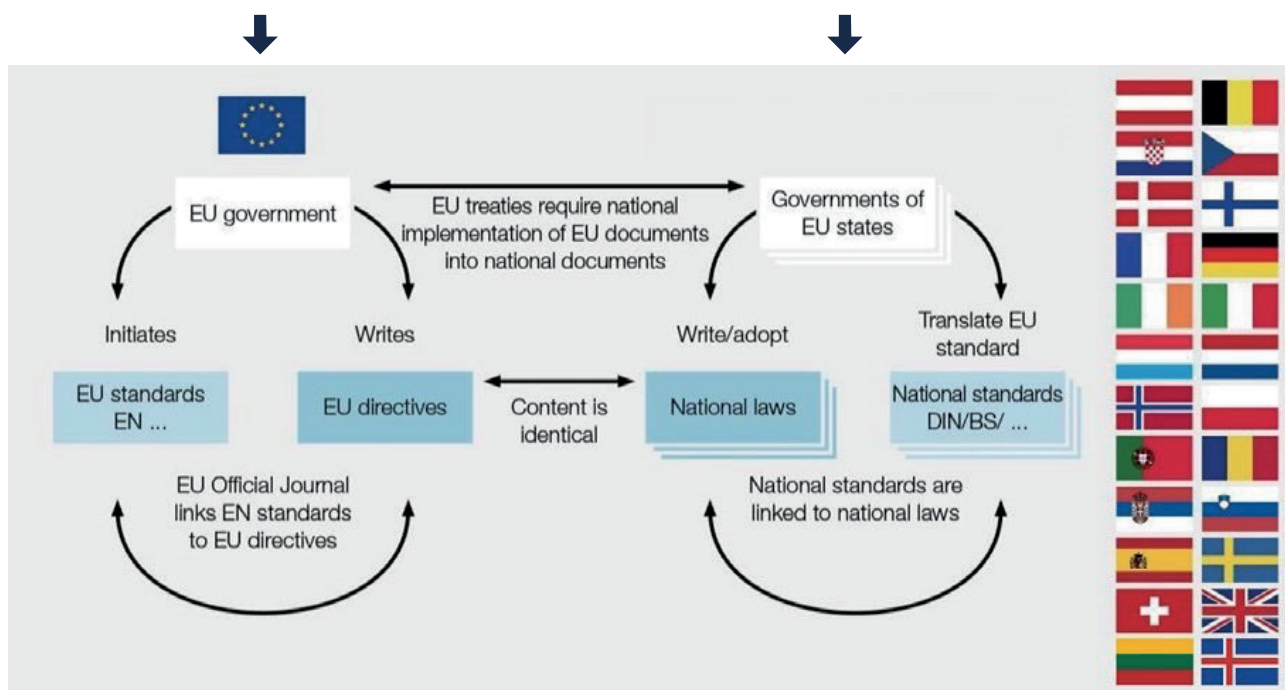 EU government
EU treaties require national
implementation of EU documents
into national documents
Governments of
EU states
Initiates
Writes
Write/adopt
Translate EU
standard
EU standards
EN ...
EU directives
Content is
identical
National laws
National standards
DIN/BS/ ...
EU Official Journal
links EN standards
to EU directives
National standards are
linked to national laws